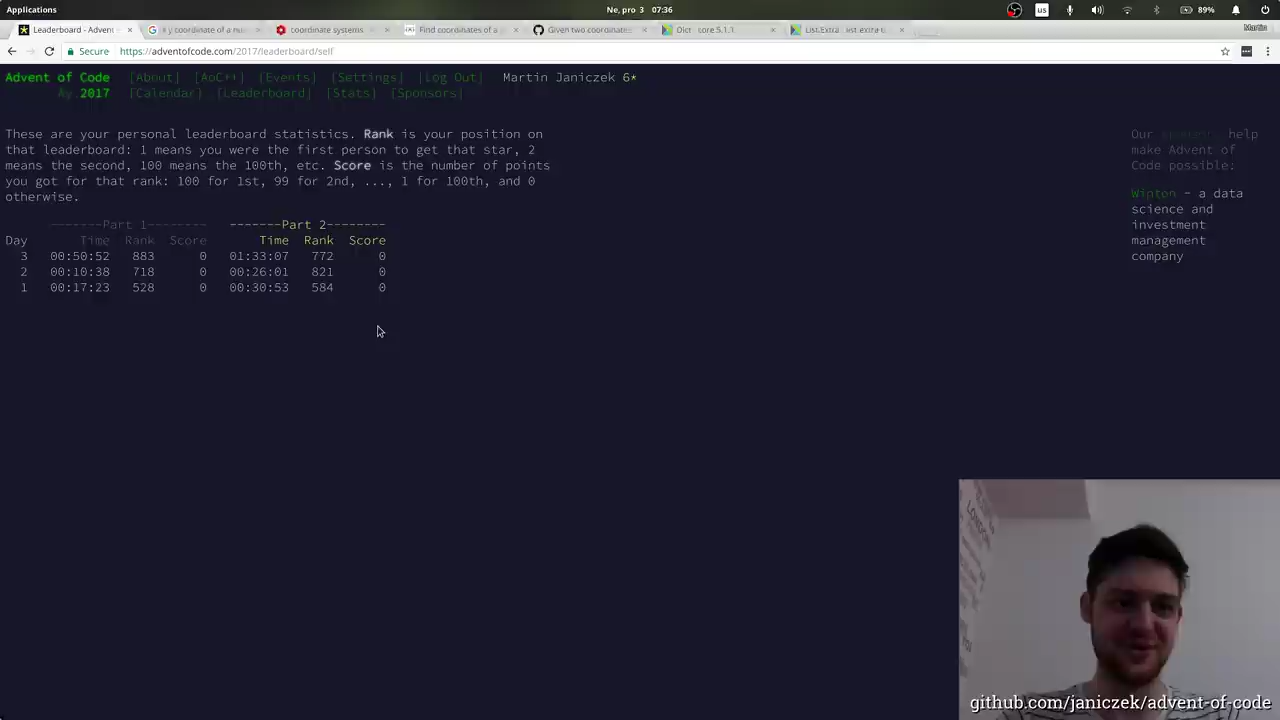 Applications
Ne, pro 3 07:36
us
89%
Leaderboard - Advent
coordinate systems
Find coordinates of a
Given two coordinates
Dict - core 5.1.1
List.Extra - list-extra
Martin
Secure
https://adventofcode.com/2017/leaderboard/self
Advent of Code [About] [AoC++] [Events] [Settings] [Log Out] Martin Janiczek 6*
2017 [Calendar] [Leaderboard] [Stats] [Sponsors]
These are your personal leaderboard statistics. Rank is your position on
that leaderboard: 1 means you were the first person to get that star, 2
means the second, 100 means the 100th, etc. Score is the number of points
you got for that rank: 100 for 1st, 99 for 2nd, ..., 1 for 100th, and 0
otherwise.
-------Part 1-------- -------Part 2--------
Day Time Rank Score Time Rank Score
3 00:50:52 883 0 01:33:07 772 0
2 00:10:38 718 0 00:26:01 821 0
1 00:17:23 528 0 00:30:53 584 0
Our sponsors help
make Advent of
Code possible:
Winton - a data
science and
investment
management
company
LONDON
github.com/janiczek/advent-of-code